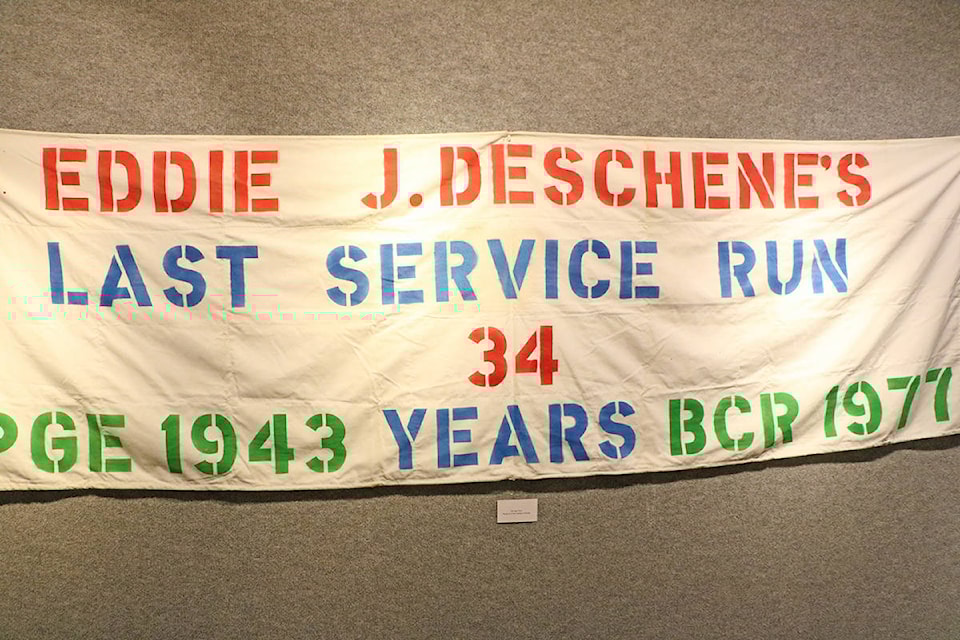 EDDIE J. DESCHENE'S
LAST SERVICE RUN
34
PGE 1943 YEARS BCR 1977